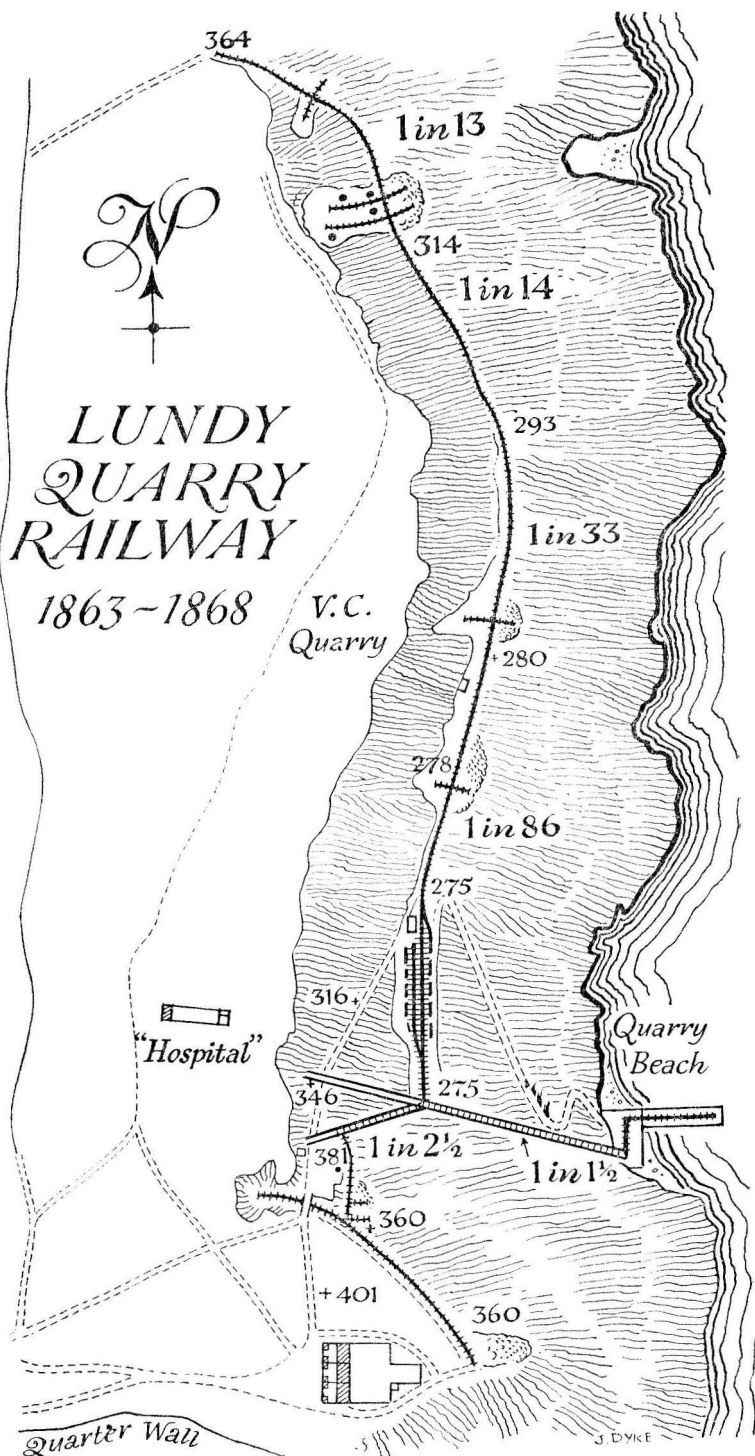 364
1 in 13
N
314
1 in 14
LUNDY
QUARRY
RAILWAY
1863~1868
293
1 in 33
V.C.
Quarry
280
278
1 in 86
275
316
"Hospital"
Quarry
Beach
346
275
381
1 in 2½
1 in 1½
360
401
360
Quarter Wall
J. DYKE